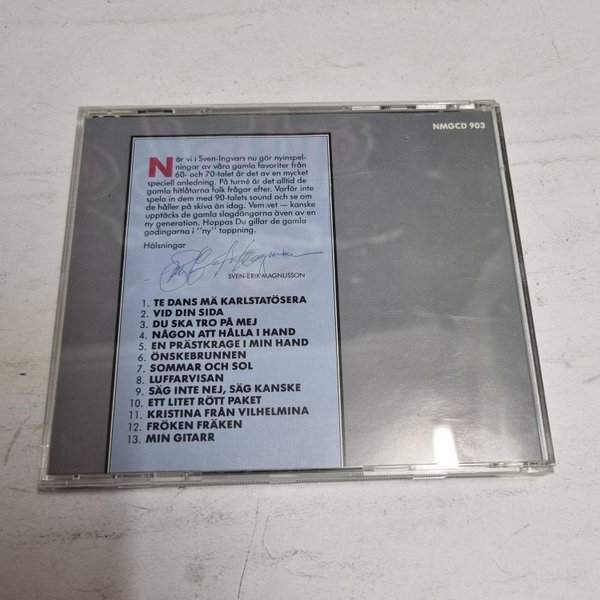 NMGCD 903
När vi i Sven-Ingvars nu gör nyinspel-
ningar av våra gamla favoriter från
60- och 70-talet är det av en mycket
speciell anledning. På turné är det alltid de
gamla hitlåtarna folk frågar efter. Varför inte
spela in dem med 90-talets sound och se om
de håller på skiva än idag. Vem vet — kanske
upptäcks de gamla slagdängorna även av en
ny generation. Hoppas Du gillar de gamla
godingarna i "ny" tappning.
Hälsningar
SVEN-ERIK MAGNUSSON
1. TE DANS MÄ KARLSTATÖSERA
2. VID DIN SIDA
3. DU SKA TRO PÅ MEJ
4. NÅGON ATT HÅLLA I HAND
5. EN PRÄSTKRAGE I MIN HAND
6. ÖNSKEBRUNNEN
7. SOMMAR OCH SOL
8. LUFFARVISAN
9. SÄG INTE NEJ, SÄG KANSKE
10. ETT LITET RÖTT PAKET
11. KRISTINA FRÅN VILHELMINA
12. FRÖKEN FRÄKEN
13. MIN GITARR